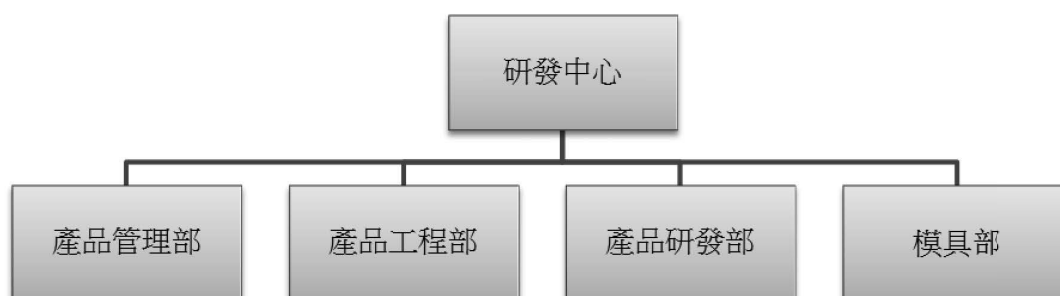 研發中心
產品管理部
產品工程部
產品研發部
模具部